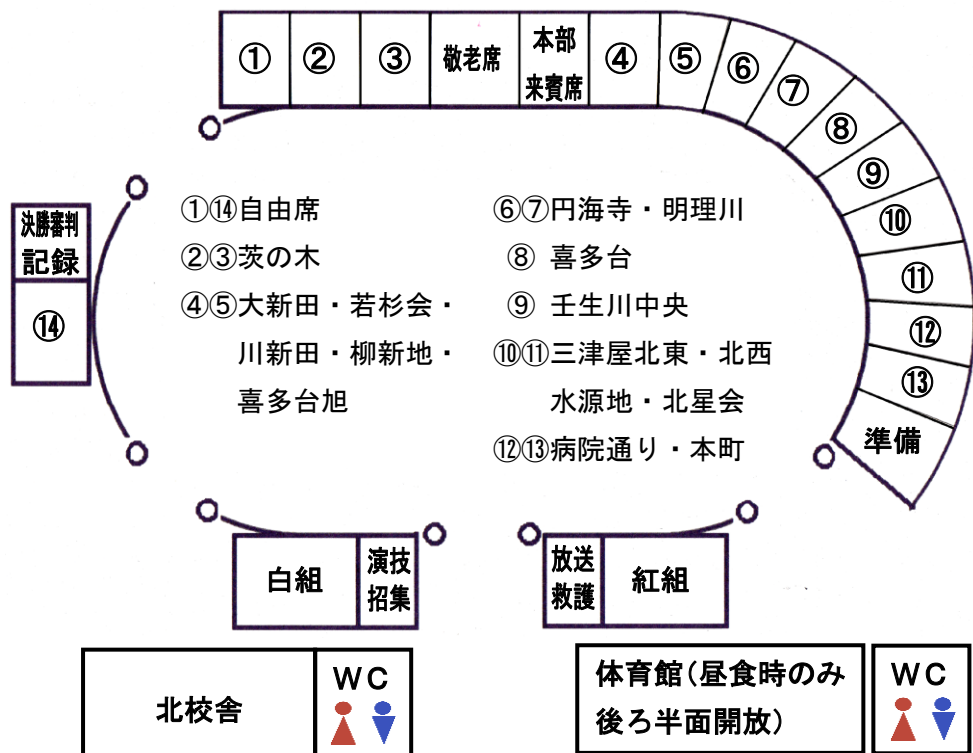 ① ② ③ 敬老席 本部 来賓席 ④ ⑤ ⑥ ⑦ ⑧ ⑨ ⑩ ⑪ ⑫ ⑬ 準備
決勝審判
記録
⑭
①⑭自由席
②③茨の木
④⑤大新田・若杉会・
川新田・柳新地・
喜多台旭
⑥⑦円海寺・明理川
⑧ 喜多台
⑨ 壬生川中央
⑩⑪三津屋北東・北西
水源地・北星会
⑫⑬病院通り・本町
白組
演技
招集
放送
救護
紅組
北校舎
WC
体育館(昼食時のみ
後ろ半面開放)
WC